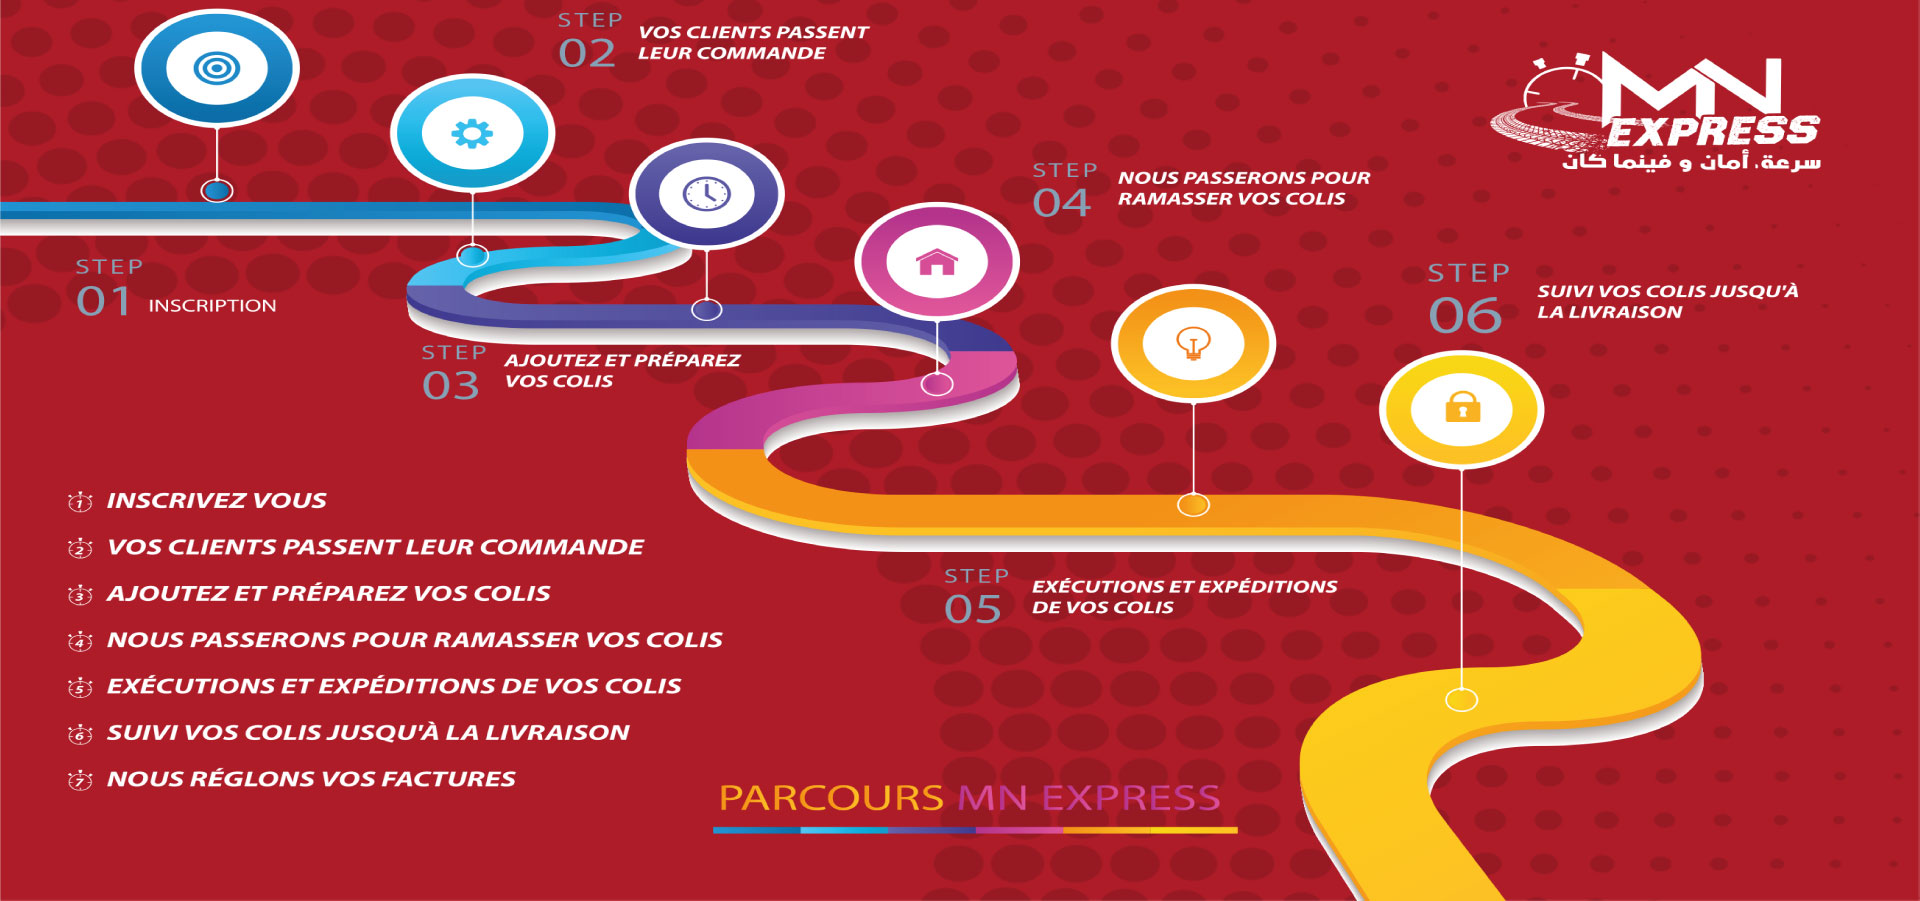 STEP
02
VOS CLIENTS PASSENT
LEUR COMMANDE
MN
EXPRESS
سرعة، أمان و فينما كان
STEP
04
NOUS PASSERONS POUR
RAMASSER VOS COLIS
STEP
01
INSCRIPTION
STEP
06
SUIVI VOS COLIS JUSQU'À
LA LIVRAISON
STEP
03
AJOUTEZ ET PRÉPAREZ
VOS COLIS
STEP
05
EXÉCUTIONS ET EXPÉDITIONS
DE VOS COLIS
1 INSCRIVEZ VOUS
2 VOS CLIENTS PASSENT LEUR COMMANDE
3 AJOUTEZ ET PRÉPAREZ VOS COLIS
4 NOUS PASSERONS POUR RAMASSER VOS COLIS
5 EXÉCUTIONS ET EXPÉDITIONS DE VOS COLIS
6 SUIVI VOS COLIS JUSQU'À LA LIVRAISON
7 NOUS RÉGLONS VOS FACTURES
PARCOURS MN EXPRESS